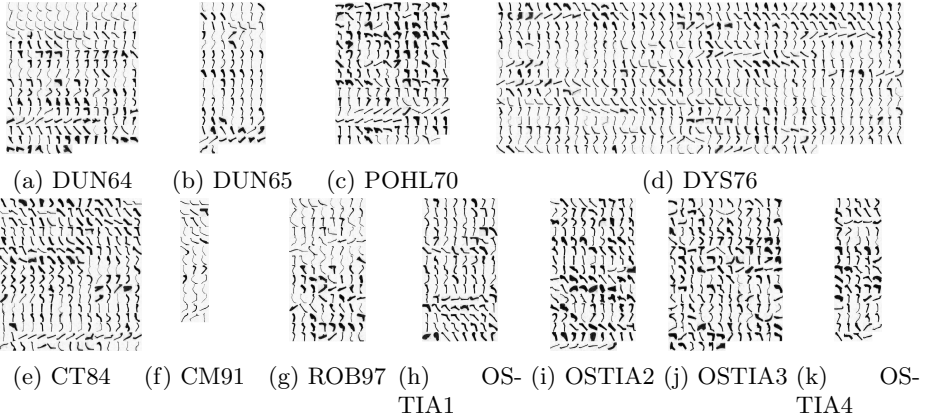 (a) DUN64 (b) DUN65 (c) POHL70 (d) DYS76
(e) CT84 (f) CM91 (g) ROB97 (h) OS-
TIA1
(i) OSTIA2 (j) OSTIA3 (k) OS-
TIA4